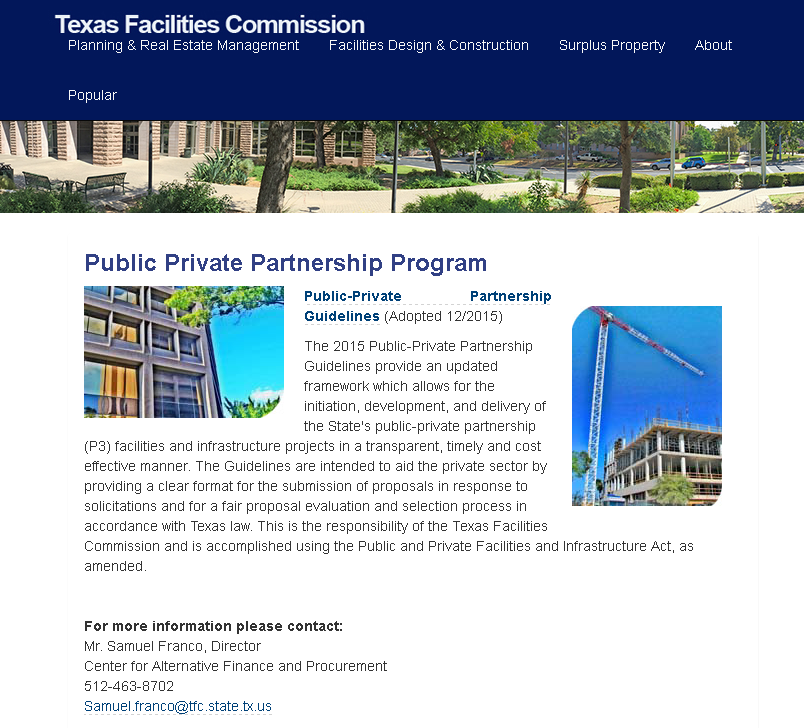 Texas Facilities Commission
Planning & Real Estate Management Facilities Design & Construction Surplus Property About
Popular
Public Private Partnership Program
Public-Private Partnership
Guidelines (Adopted 12/2015)
The 2015 Public-Private Partnership
Guidelines provide an updated
framework which allows for the
initiation, development, and delivery of
the State's public-private partnership
(P3) facilities and infrastructure projects in a transparent, timely and cost
effective manner. The Guidelines are intended to aid the private sector by
providing a clear format for the submission of proposals in response to
solicitations and for a fair proposal evaluation and selection process in
accordance with Texas law. This is the responsibility of the Texas Facilities
Commission and is accomplished using the Public and Private Facilities and Infrastructure Act, as
amended.
For more information please contact:
Mr. Samuel Franco, Director
Center for Alternative Finance and Procurement
512-463-8702
Samuel.franco@tfc.state.tx.us